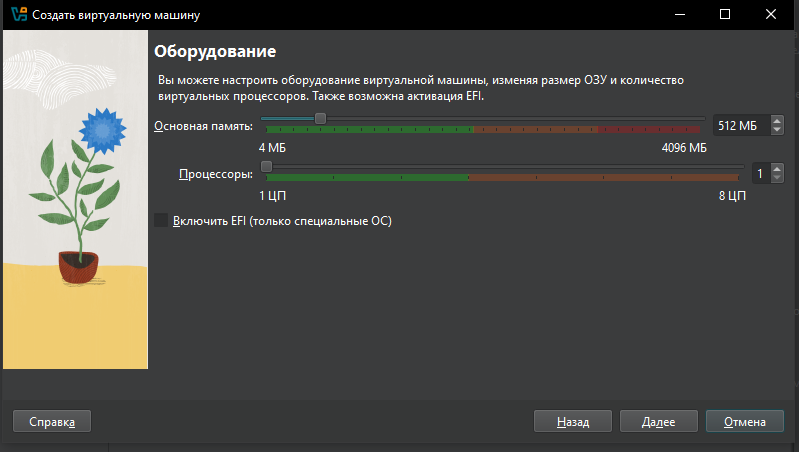 Создать виртуальную машину
Оборудование
Вы можете настроить оборудование виртуальной машины, изменяя размер ОЗУ и количество
виртуальных процессоров. Также возможна активация EFI.
Основная память:
512 МБ
4 МБ
4096 МБ
Процессоры:
1
1 ЦП
8 ЦП
Включить EFI (только специальные ОС)
Справка
Назад
Далее
Отмена